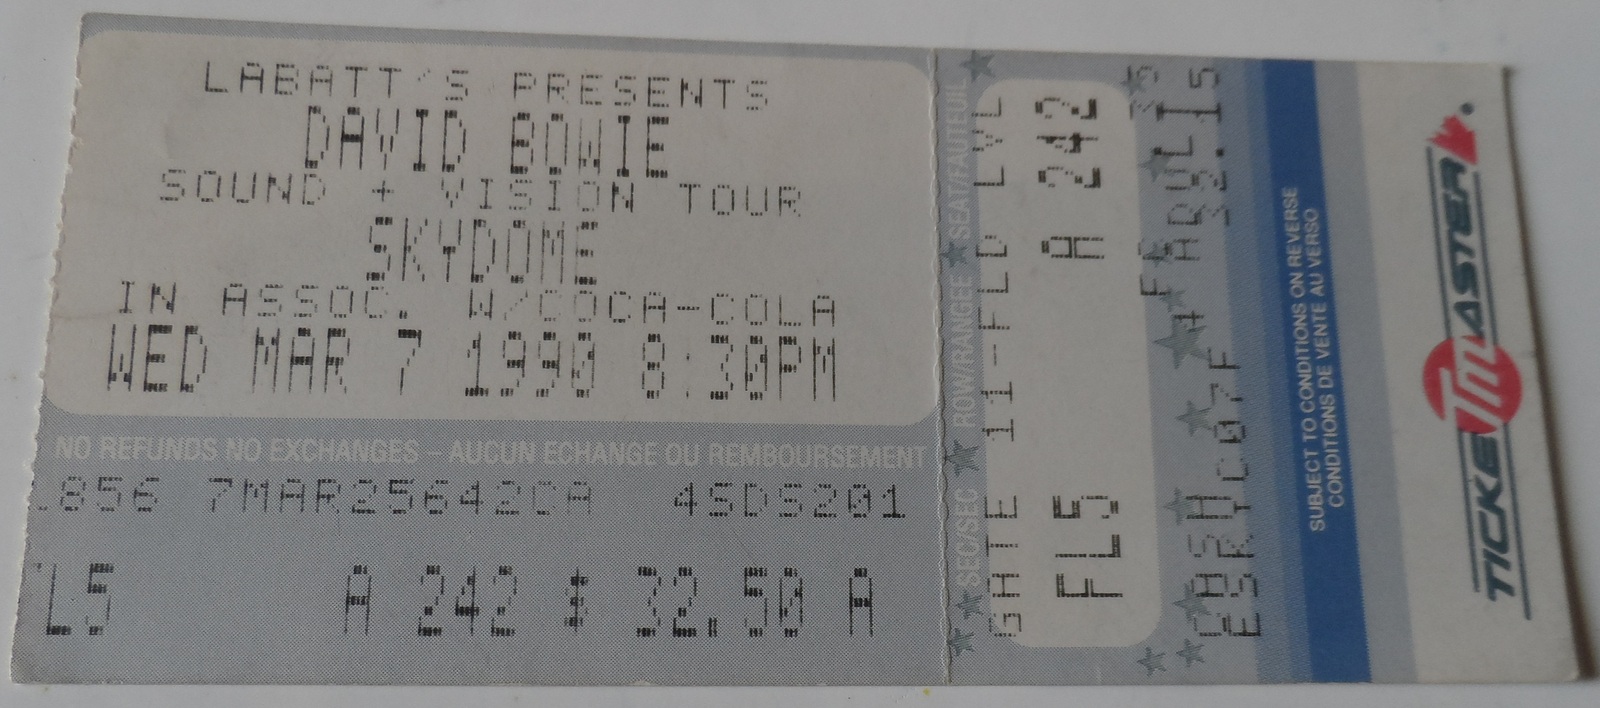 LABATT'S PRESENTS
DAVID BOWIE
SOUND + VISION TOUR
SKYDOME
IN ASSOC. W/COCA-COLA
WED MAR 7 1990 8:30PM
NO REFUNDS NO EXCHANGES – AUCUN ECHANGE OU REMBOURSEMENT
.856 7MAR25642CA 4SDS201
L5 A 242 $ 32.50 A
SEC/SEC ROW/RANGEE SEAT/FAUTEUIL
GATE 11-FLD LVL
FL5 A 242
CASH
SUBJECT TO CONDITIONS ON REVERSE
CONDITIONS DE VENTE AU VERSO
TICKETMASTER